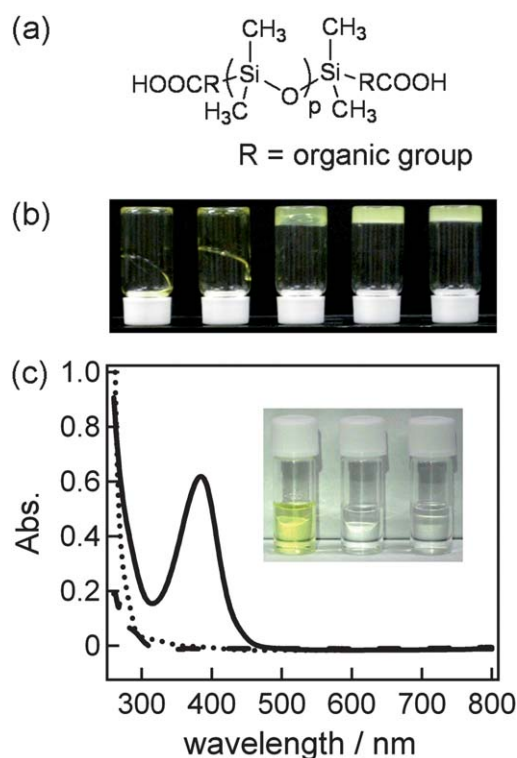 (a)
CH₃ CH₃
HOOCR ( Si Si RCOOH
H₃C O ) p CH₃
R = organic group
(b)
(c)
1.0
0.8
0.6
0.4
0.2
0
Abs.
300 400 500 600 700 800
wavelength / nm